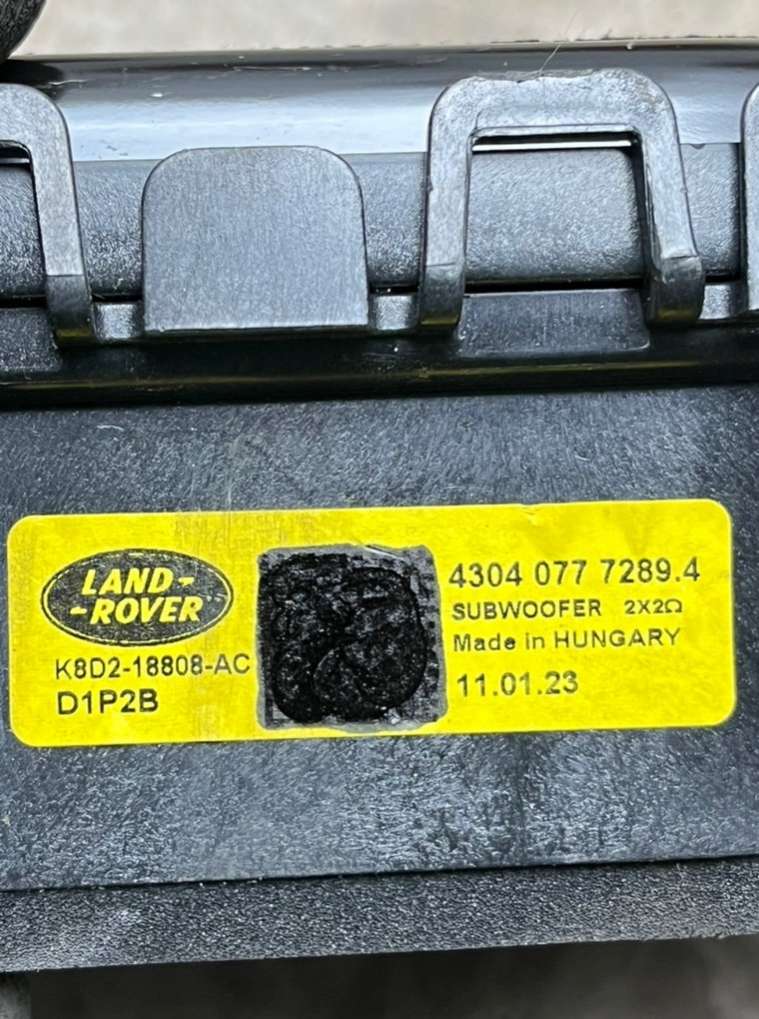 LAND-
-ROVER
K8D2-18808-AC
D1P2B
4304 077 7289.4
SUBWOOFER 2X2Ω
Made in HUNGARY
11.01.23